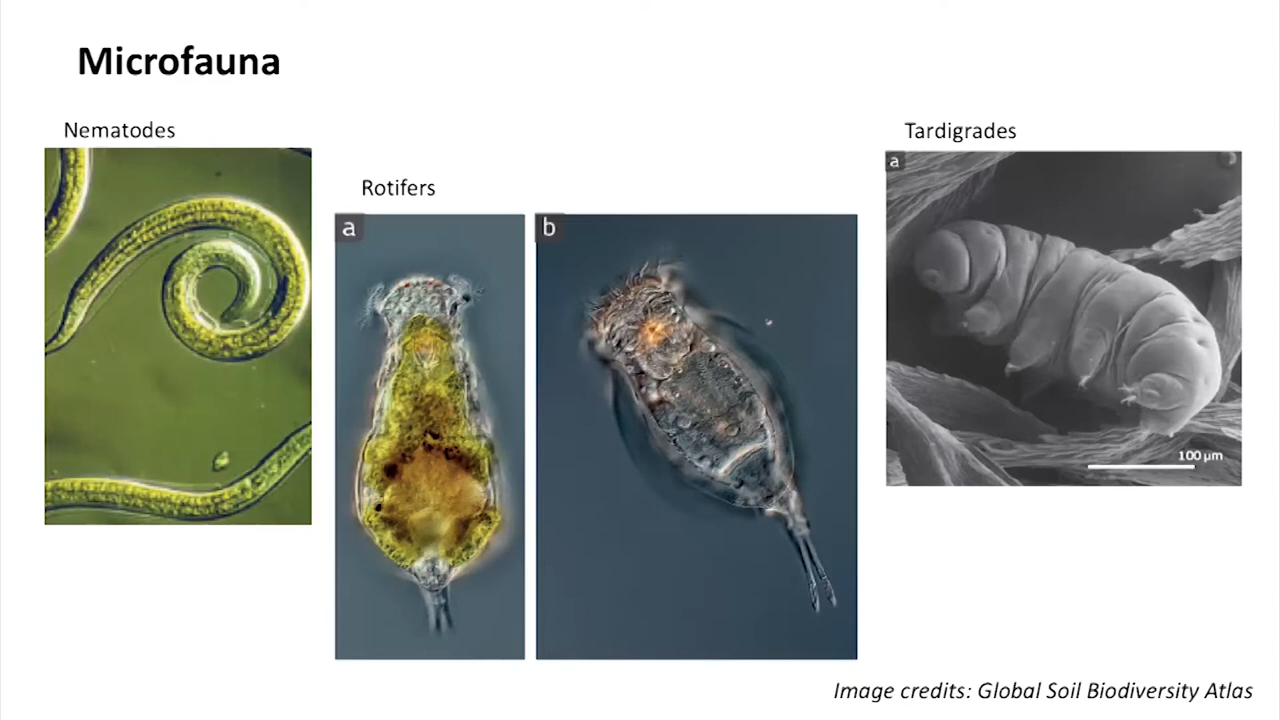 Microfauna
Nematodes
Rotifers
a
b
Tardigrades
a
100 µm
Image credits: Global Soil Biodiversity Atlas